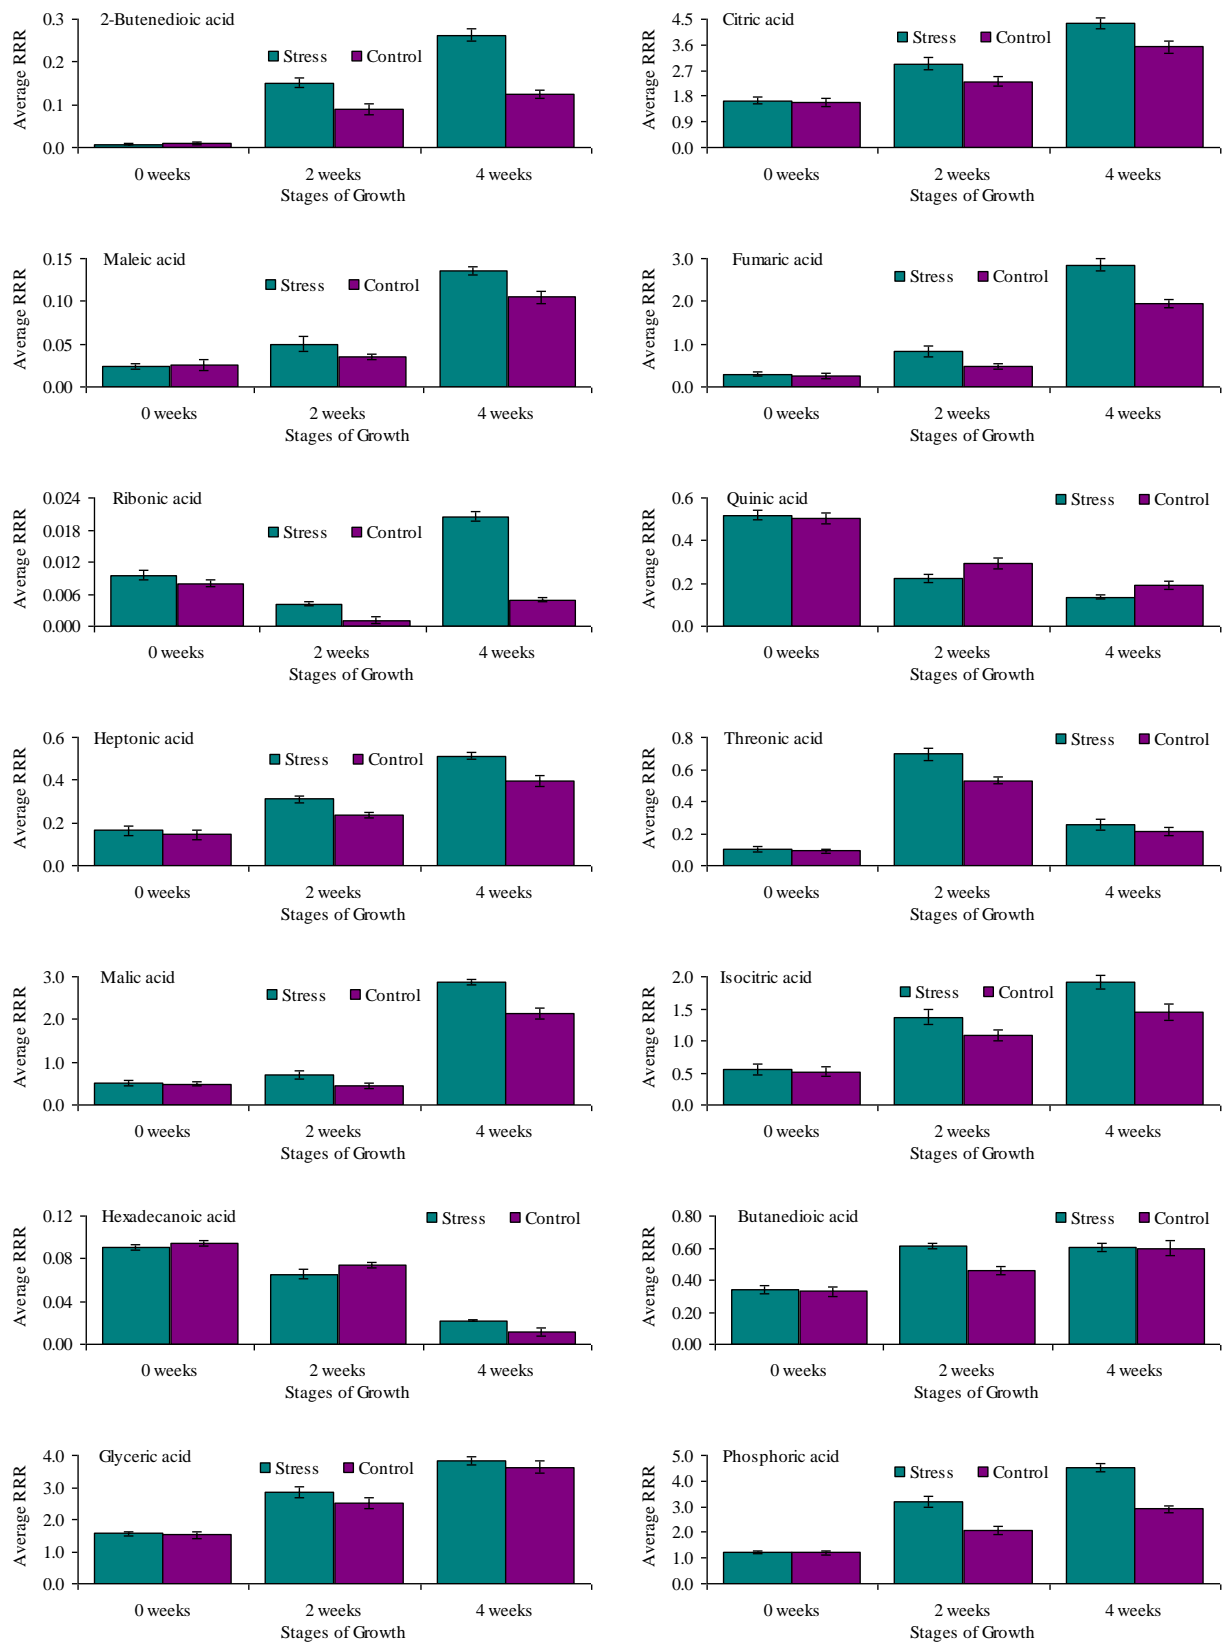 2-Butenedioic acid
Stress Control
Average RRR
0.3
0.2
0.1
0.0
0 weeks 2 weeks 4 weeks
Stages of Growth
Citric acid
Stress Control
Average RRR
4.5
3.6
2.7
1.8
0.9
0.0
0 weeks 2 weeks 4 weeks
Stages of Growth
Maleic acid
Stress Control
Average RRR
0.15
0.10
0.05
0.00
0 weeks 2 weeks 4 weeks
Stages of Growth
Fumaric acid
Stress Control
Average RRR
3.0
2.0
1.0
0.0
0 weeks 2 weeks 4 weeks
Stages of Growth
Ribonic acid
Stress Control
Average RRR
0.024
0.018
0.012
0.006
0.000
0 weeks 2 weeks 4 weeks
Stages of Growth
Quinic acid
Stress Control
Average RRR
0.6
0.4
0.2
0.0
0 weeks 2 weeks 4 weeks
Stages of Growth
Heptonic acid
Stress Control
Average RRR
0.6
0.4
0.2
0.0
0 weeks 2 weeks 4 weeks
Stages of Growth
Threonic acid
Stress Control
Average RRR
0.8
0.6
0.4
0.2
0.0
0 weeks 2 weeks 4 weeks
Stages of Growth
Malic acid
Stress Control
Average RRR
3.0
2.0
1.0
0.0
0 weeks 2 weeks 4 weeks
Stages of Growth
Isocitric acid
Stress Control
Average RRR
2.0
1.5
1.0
0.5
0.0
0 weeks 2 weeks 4 weeks
Stages of Growth
Hexadecanoic acid
Stress Control
Average RRR
0.12
0.08
0.04
0.00
0 weeks 2 weeks 4 weeks
Stages of Growth
Butanedioic acid
Stress Control
Average RRR
0.80
0.60
0.40
0.20
0.00
0 weeks 2 weeks 4 weeks
Stages of Growth
Glyceric acid
Stress Control
Average RRR
4.0
3.0
2.0
1.0
0.0
0 weeks 2 weeks 4 weeks
Stages of Growth
Phosphoric acid
Stress Control
Average RRR
5.0
4.0
3.0
2.0
1.0
0.0
0 weeks 2 weeks 4 weeks
Stages of Growth